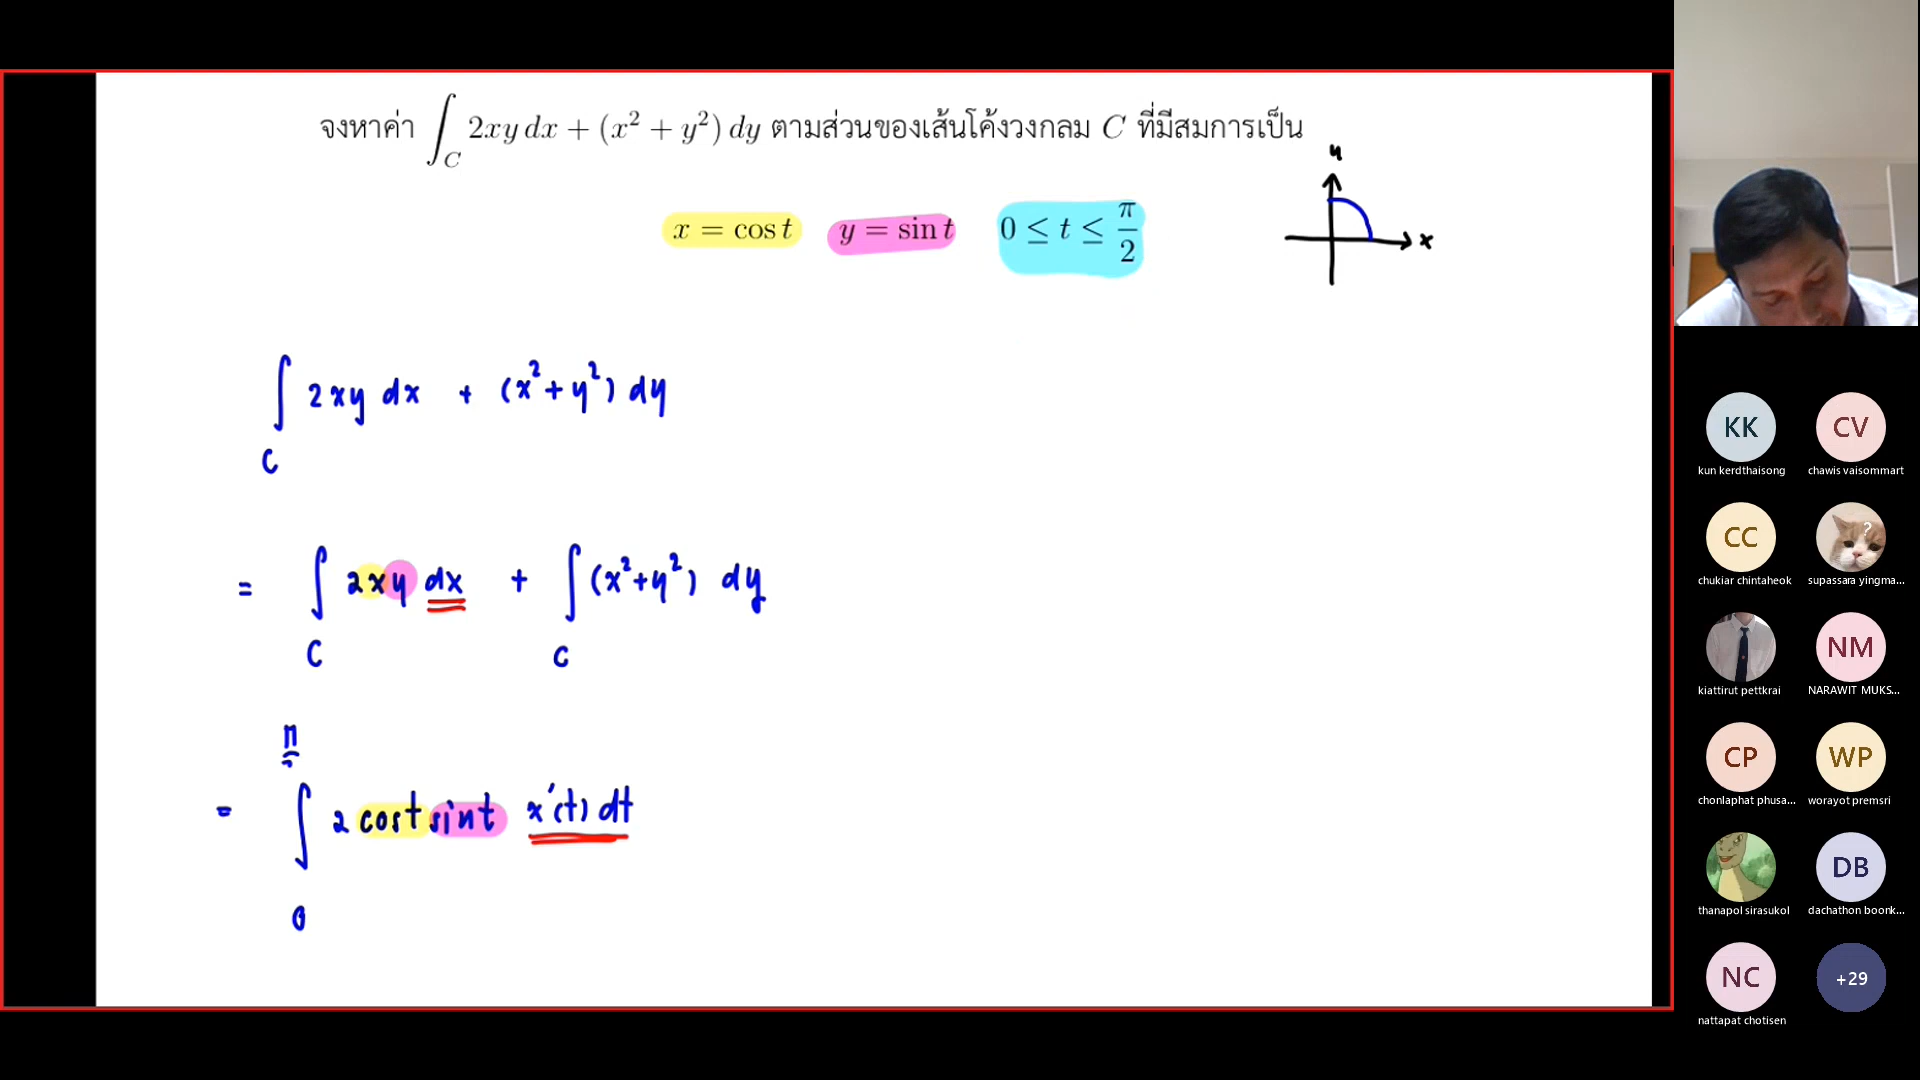 จงหาค่า ∫_C 2xy dx + (x² + y²) dy ตามส่วนของเส้นโค้งวงกลม C ที่มีสมการเป็น
x = cos t y = sin t 0 ≤ t ≤ π/2
y
x
∫_C 2xy dx + (x²+y²) dy
= ∫_C 2xy dx + ∫_C (x²+y²) dy
= ∫_0 2 cost sint x'(t) dt
KK CV
kun kerdthaisong chawis vaisommart
CC ?
chukiar chintaheok supassara yingma...
NM
kiattirut pettkrai NARAWIT MUKS...
CP WP
chonlaphat phusa... worayot premsri
DB
thanapol sirasukol dachathon boonk...
NC +29
nattapat chotisen